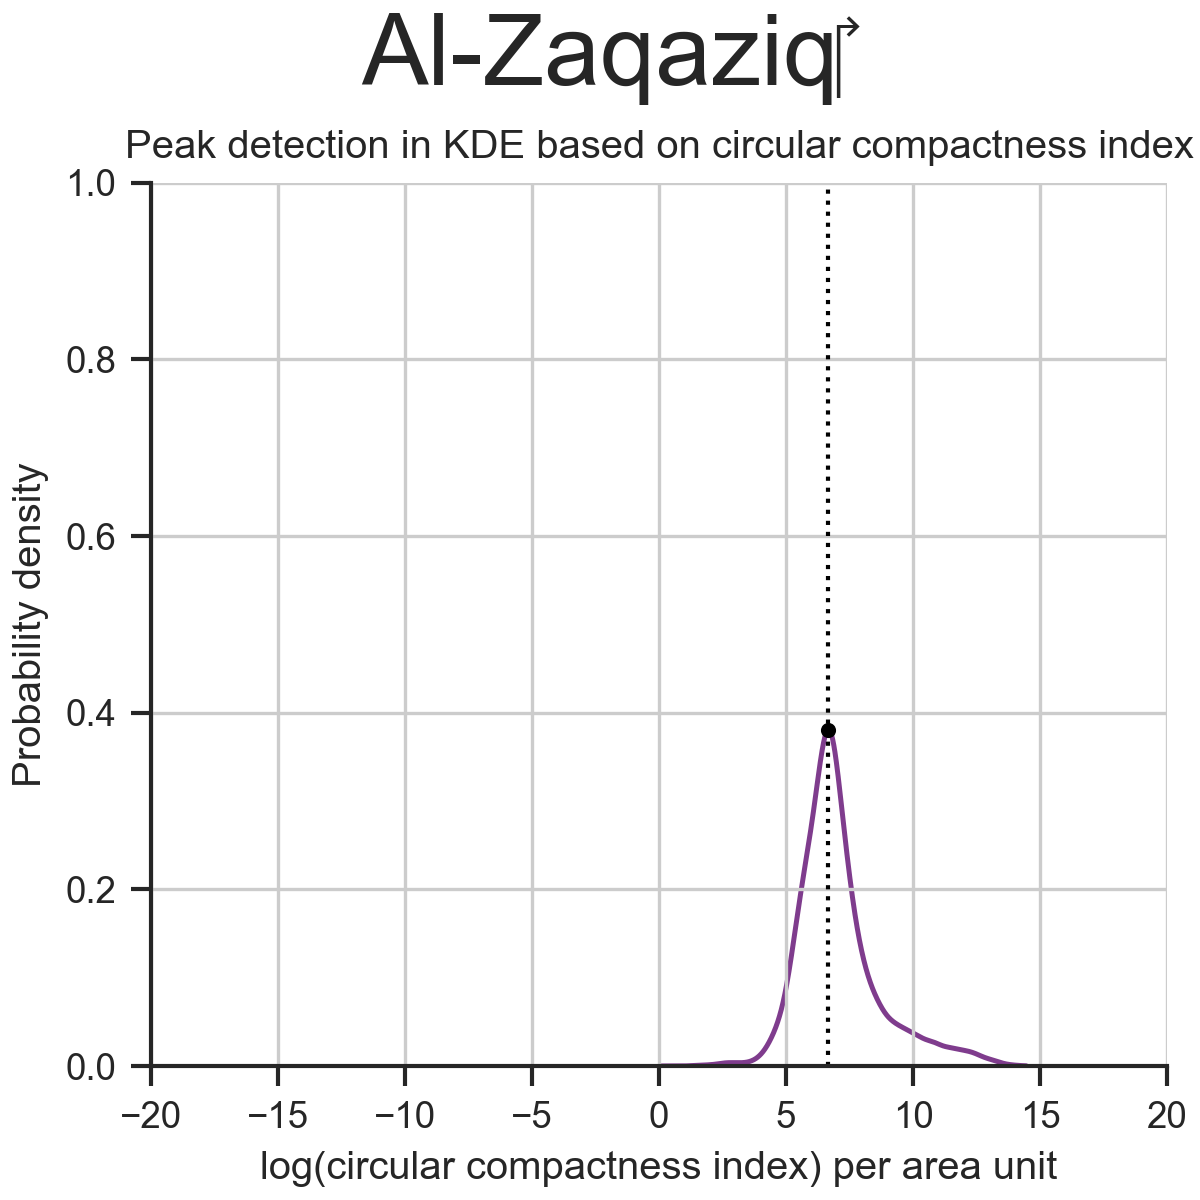 Al-Zaqaziq↱
Peak detection in KDE based on circular compactness index
1.0
0.8
0.6
0.4
0.2
0.0
Probability density
−20 −15 −10 −5 0 5 10 15 20
log(circular compactness index) per area unit